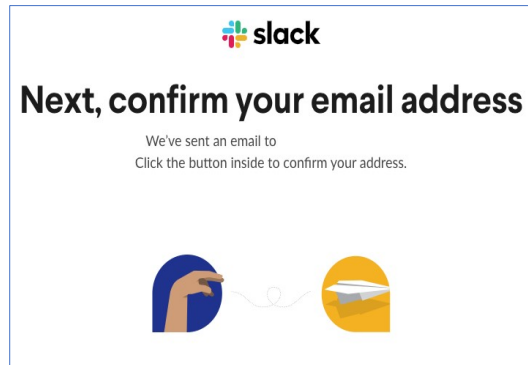 slack
Next, confirm your email address
We've sent an email to
Click the button inside to confirm your address.